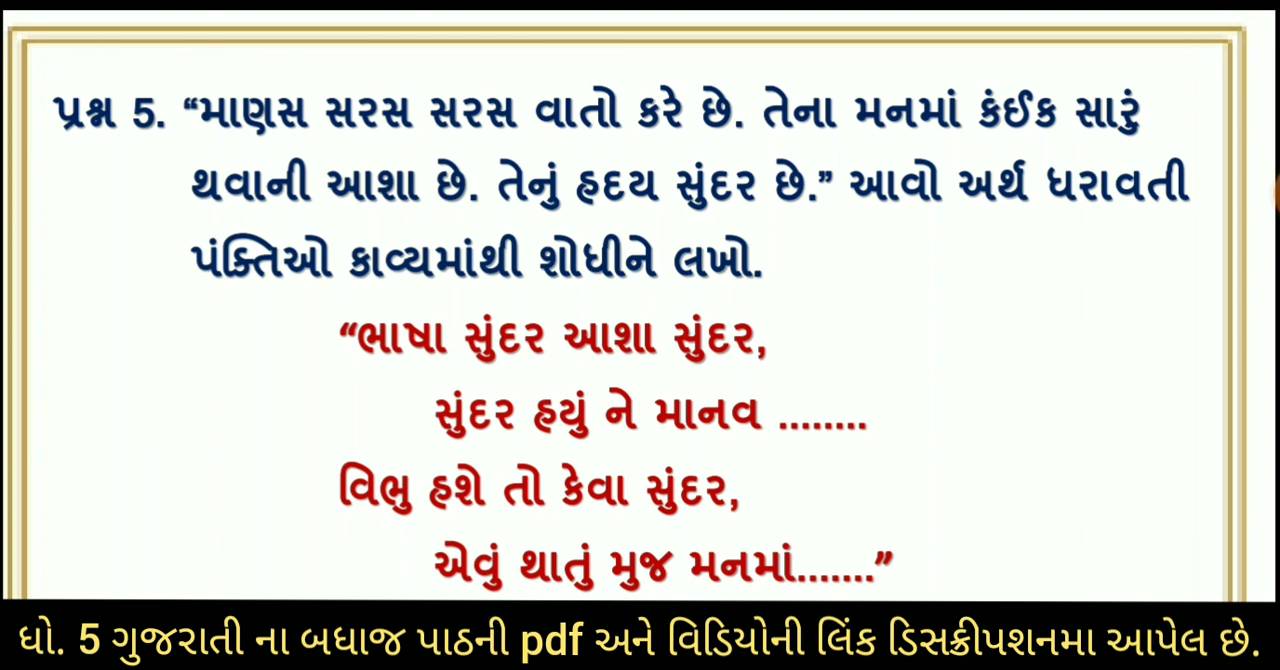 પ્રશ્ન 5. “માણસ સરસ સરસ વાતો કરે છે. તેના મનમાં કંઈક સારું
થવાની આશા છે. તેનું હૃદય સુંદર છે.” આવો અર્થ ધરાવતી
પંક્તિઓ કાવ્યમાંથી શોધીને લખો.
“ભાષા સુંદર આશા સુંદર,
સુંદર હયું ને માનવ ........
વિભુ હશે તો કેવા સુંદર,
એવું થાતું મુજ મનમાં.......”
ધો. 5 ગુજરાતી ના બધાજ પાઠની pdf અને વિડિયોની લિંક ડિસક્રીપશનમા આપેલ છે.